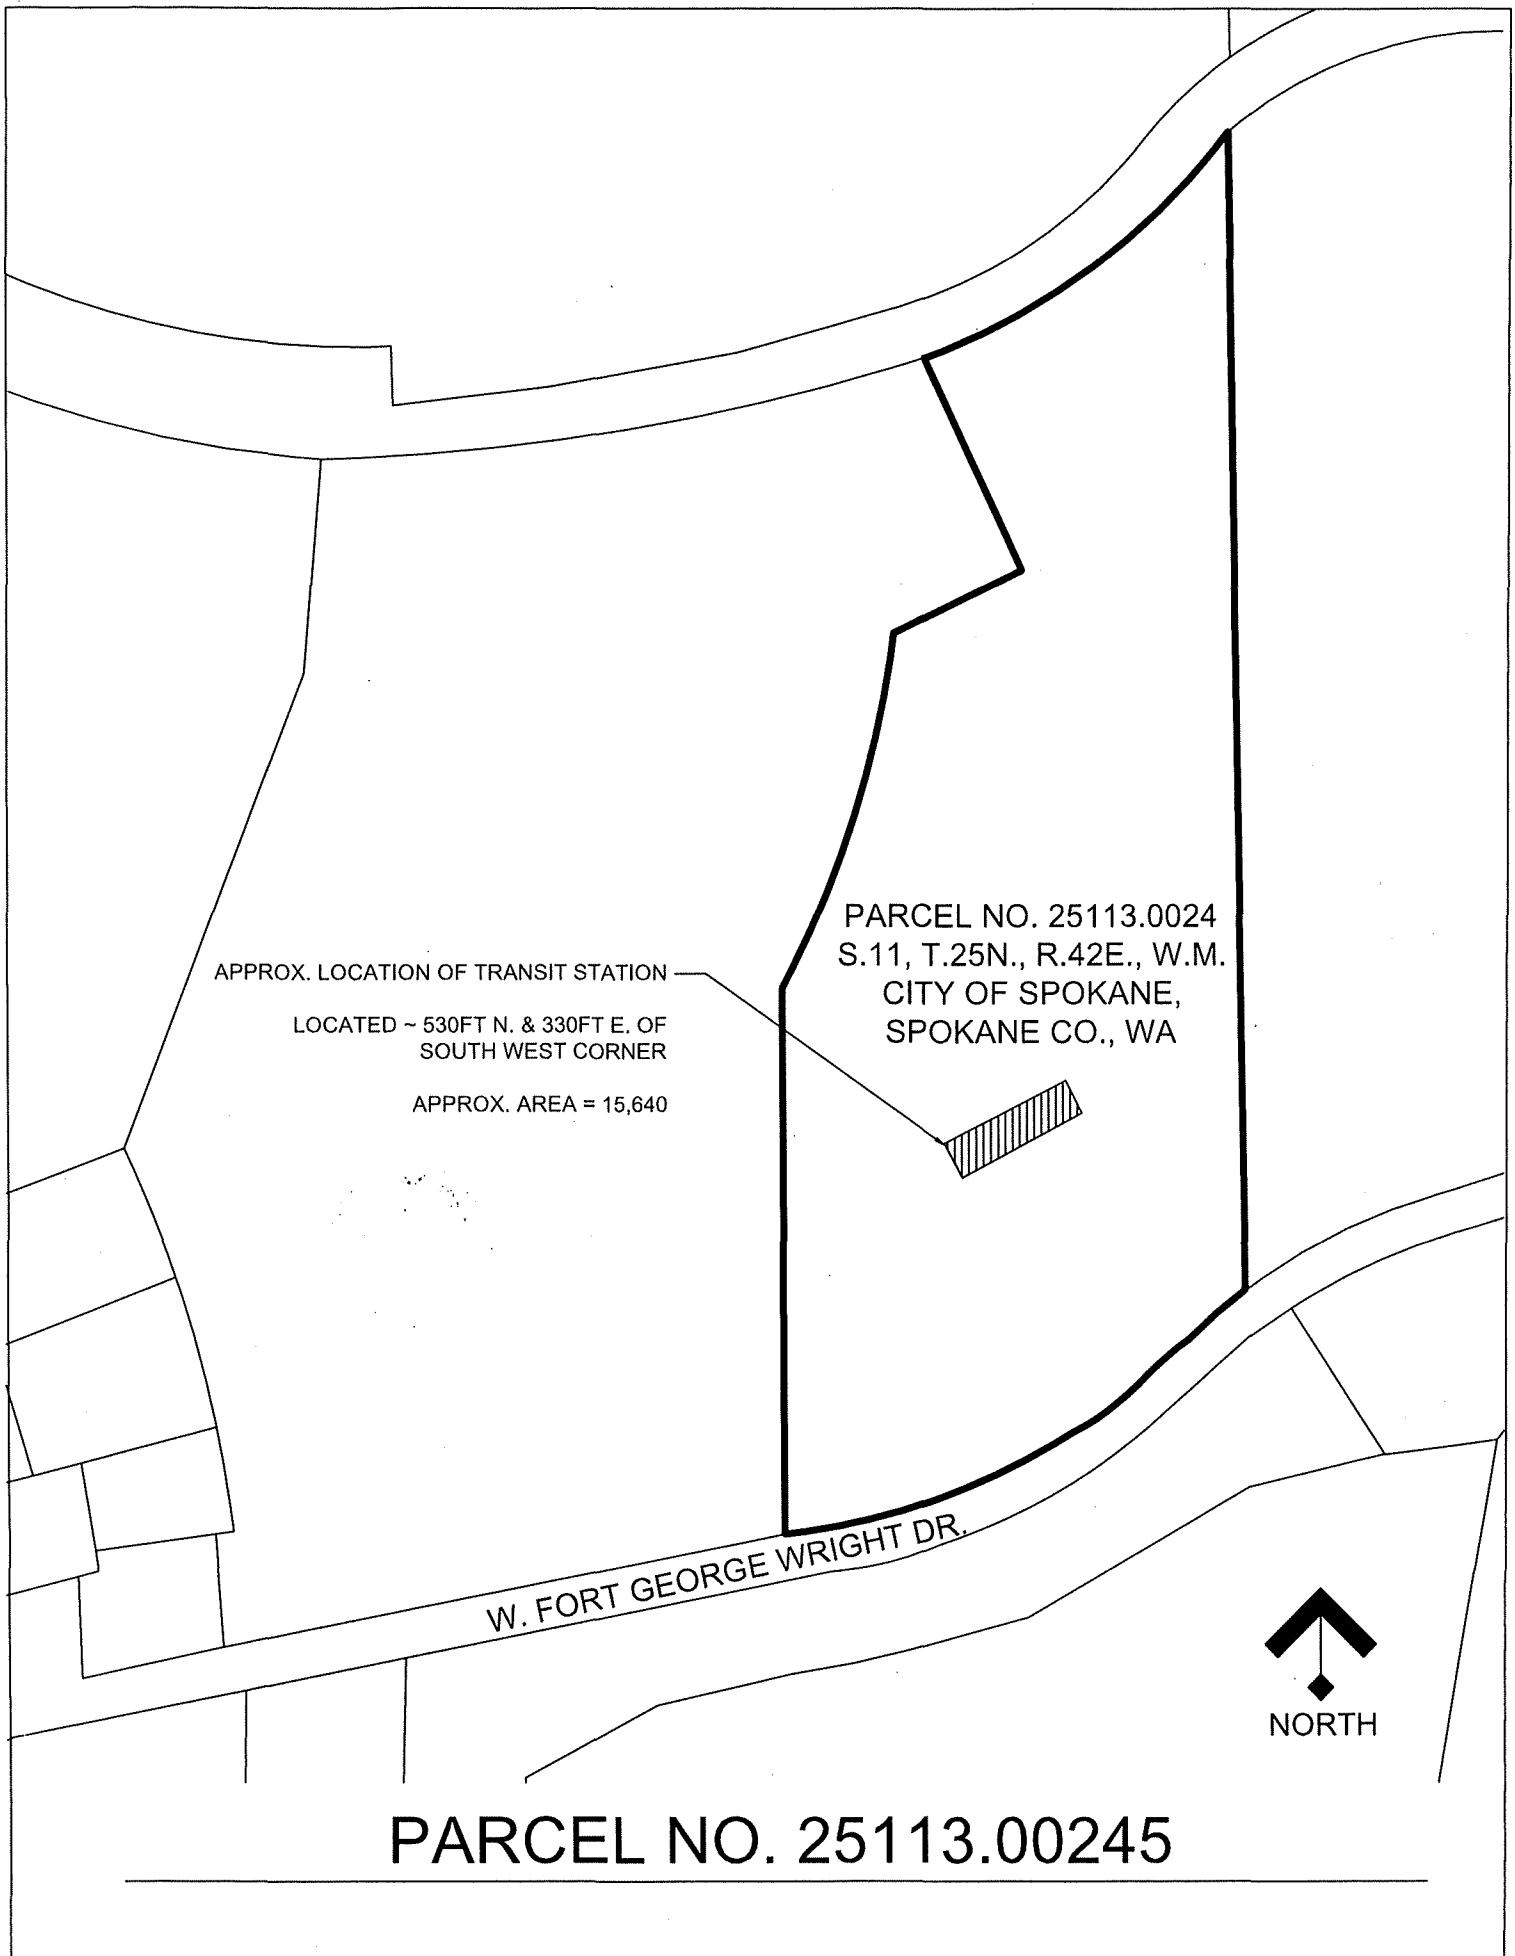 PARCEL NO. 25113.0024
S.11, T.25N., R.42E., W.M.
CITY OF SPOKANE,
SPOKANE CO., WA
APPROX. LOCATION OF TRANSIT STATION
LOCATED ~ 530FT N. & 330FT E. OF
SOUTH WEST CORNER
APPROX. AREA = 15,640
W. FORT GEORGE WRIGHT DR.
NORTH
PARCEL NO. 25113.00245